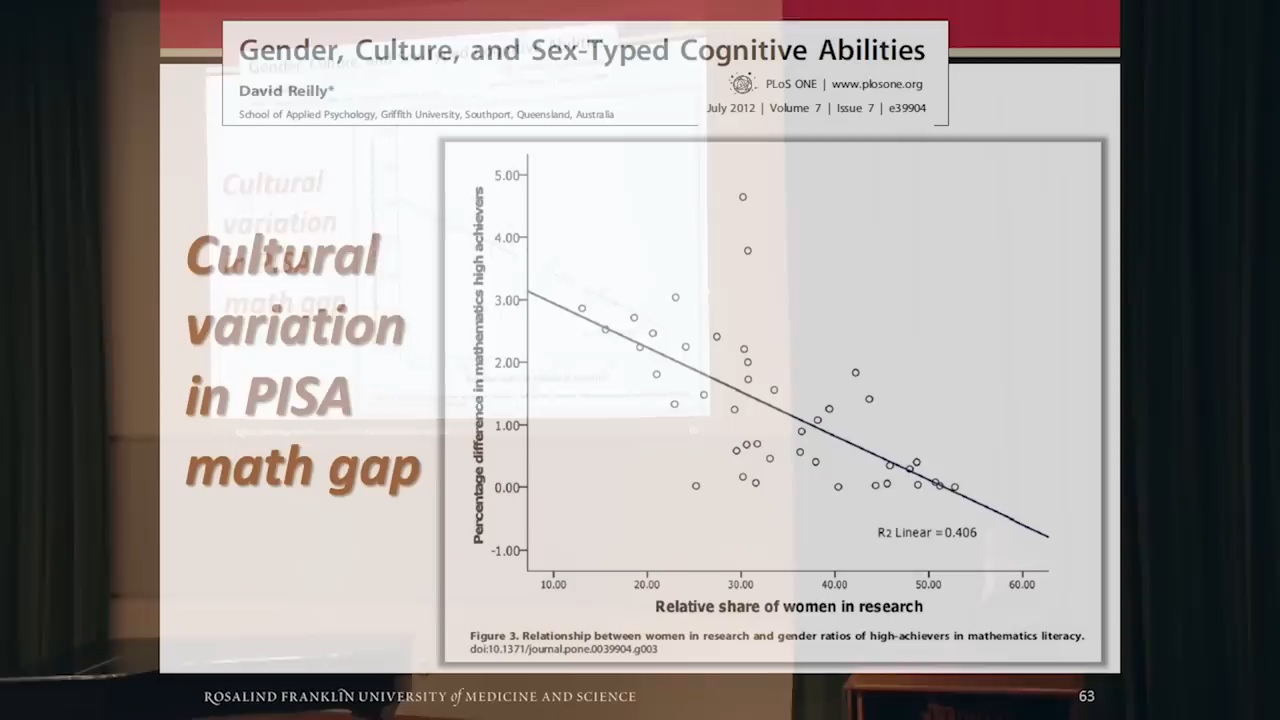 Gender, Culture, and Sex-Typed Cognitive Abilities
David Reilly*
School of Applied Psychology, Griffith University, Southport, Queensland, Australia
PLoS ONE | www.plosone.org
July 2012 | Volume 7 | Issue 7 | e39904
Cultural
variation
math gap
Cultural
variation
in PISA
math gap
Percentage difference in mathematics high achievers
5.00
4.00
3.00
2.00
1.00
0.00
-1.00
R2 Linear = 0.406
10.00 20.00 30.00 40.00 50.00 60.00
Relative share of women in research
Figure 3. Relationship between women in research and gender ratios of high-achievers in mathematics literacy.
doi:10.1371/journal.pone.0039904.g003
ROSALIND FRANKLIN UNIVERSITY of MEDICINE AND SCIENCE
63